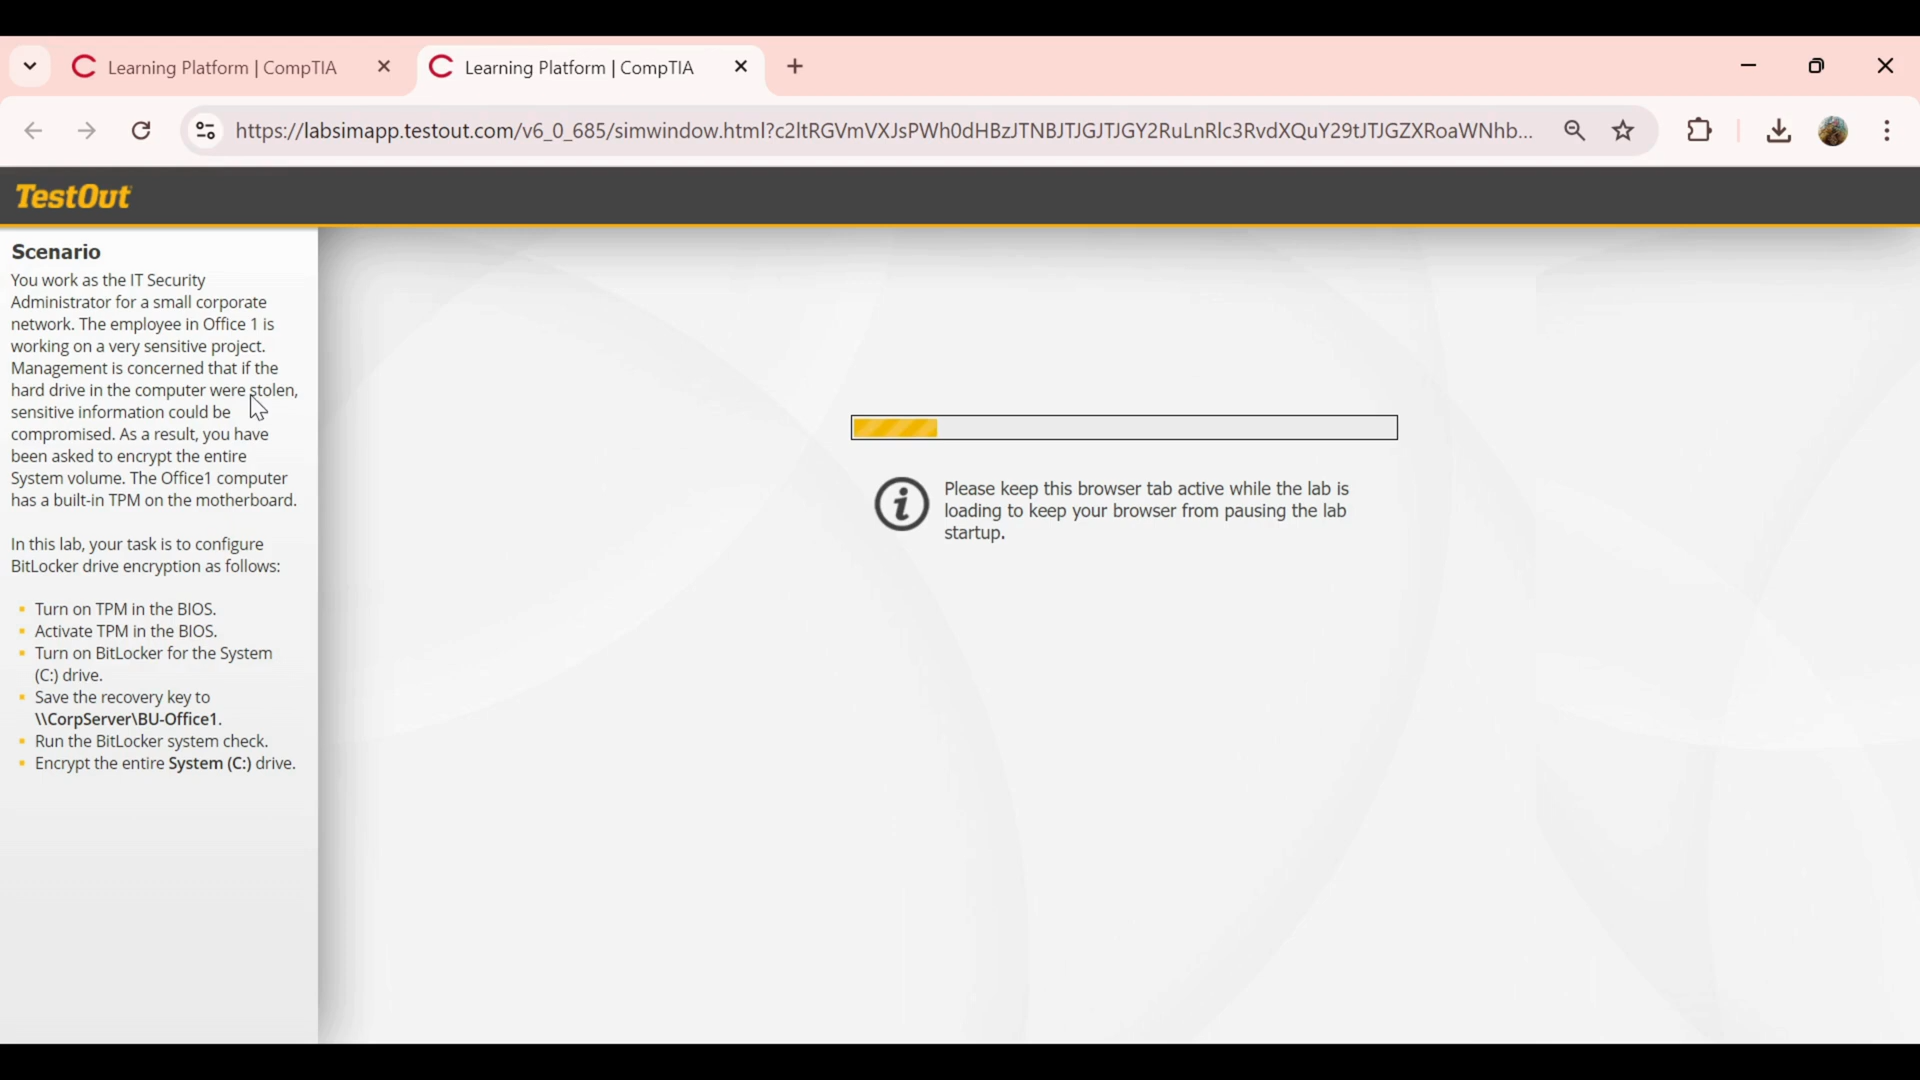 Learning Platform | CompTIA
Learning Platform | CompTIA
https://labsimapp.testout.com/v6_0_685/simwindow.html?c2ltRGVmVXJsPWh0dHBzJTNBJTJGJTJGY2RuLnRlc3RvdXQuY29tJTJGZXRoaWNhb...
TestOut
Scenario
You work as the IT Security
Administrator for a small corporate
network. The employee in Office 1 is
working on a very sensitive project.
Management is concerned that if the
hard drive in the computer were stolen,
sensitive information could be
compromised. As a result, you have
been asked to encrypt the entire
System volume. The Office1 computer
has a built-in TPM on the motherboard.
In this lab, your task is to configure
BitLocker drive encryption as follows:
Turn on TPM in the BIOS.
Activate TPM in the BIOS.
Turn on BitLocker for the System
(C:) drive.
Save the recovery key to
\\CorpServer\BU-Office1.
Run the BitLocker system check.
Encrypt the entire System (C:) drive.
Please keep this browser tab active while the lab is
loading to keep your browser from pausing the lab
startup.